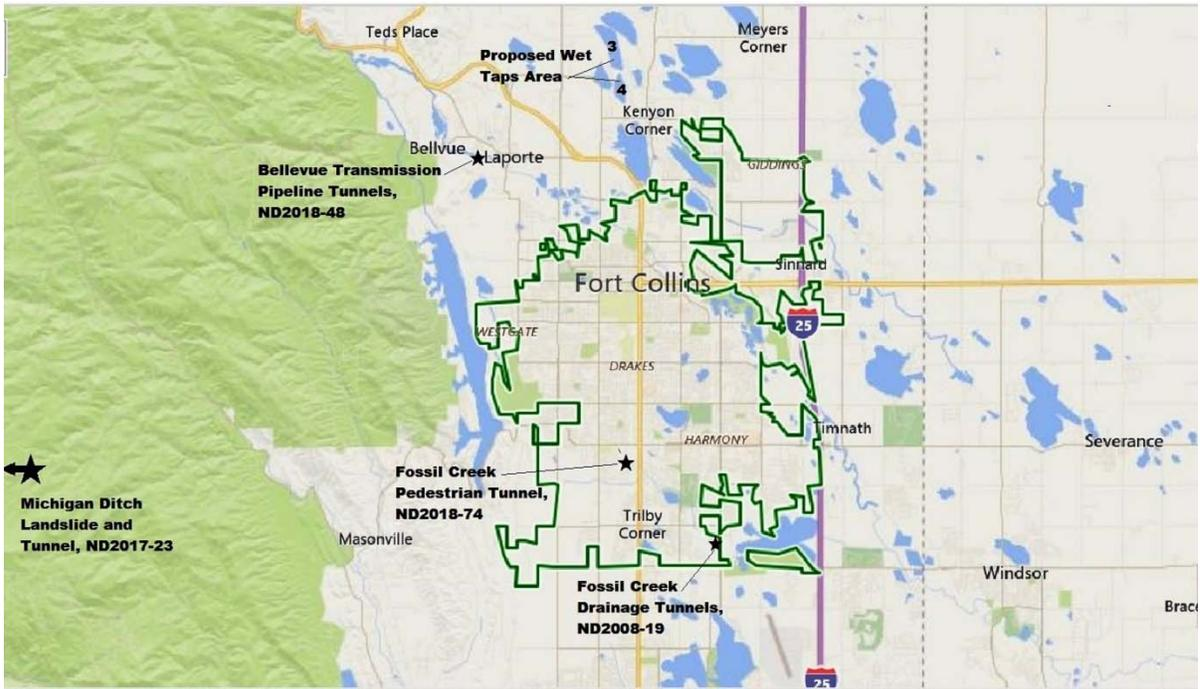 Teds Place
Meyers
Corner
Proposed Wet
Taps Area
3
4
Kenyon
Corner
Bellvue
Laporte
GIDDINGS
Bellevue Transmission
Pipeline Tunnels,
ND2018-48
Sinnard
Fort Collins
25
WESTGATE
DRAKES
Timnath
HARMONY
Severance
Fossil Creek
Pedestrian Tunnel,
ND2018-74
Michigan Ditch
Landslide and
Tunnel, ND2017-23
Trilby
Corner
Masonville
Windsor
Fossil Creek
Drainage Tunnels,
ND2008-19
Brace
25